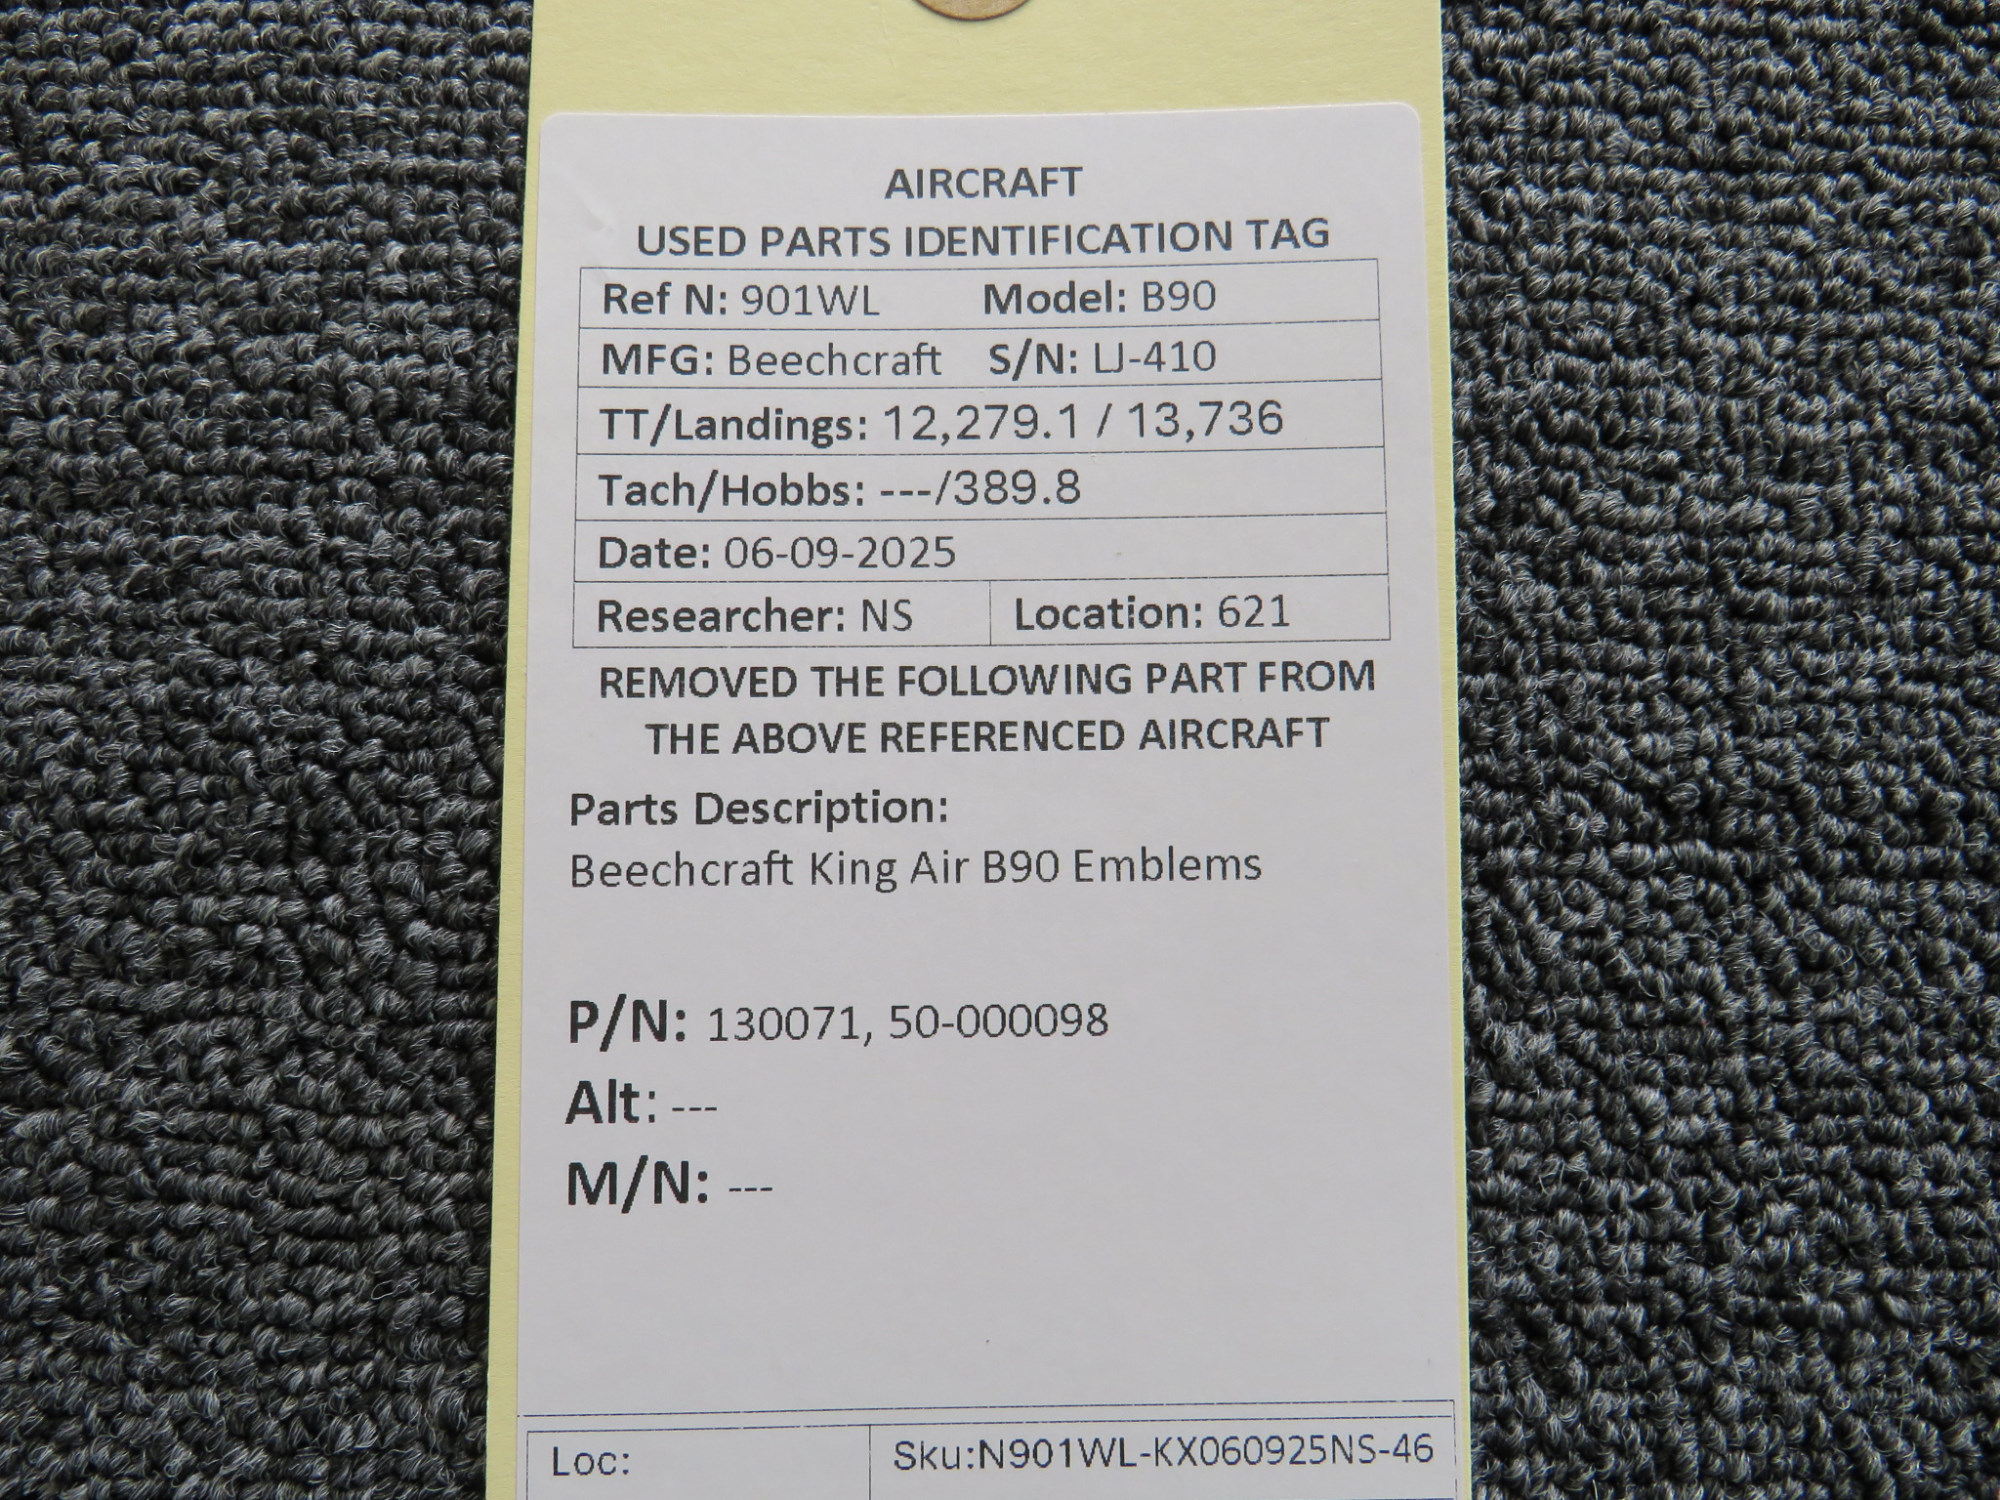 AIRCRAFT
USED PARTS IDENTIFICATION TAG
Ref N: 901WL Model: B90
MFG: Beechcraft S/N: LJ-410
TT/Landings: 12,279.1 / 13,736
Tach/Hobbs: ---/389.8
Date: 06-09-2025
Researcher: NS Location: 621
REMOVED THE FOLLOWING PART FROM
THE ABOVE REFERENCED AIRCRAFT
Parts Description:
Beechcraft King Air B90 Emblems
P/N: 130071, 50-000098
Alt: ---
M/N: ---
Loc: Sku:N901WL-KX060925NS-46